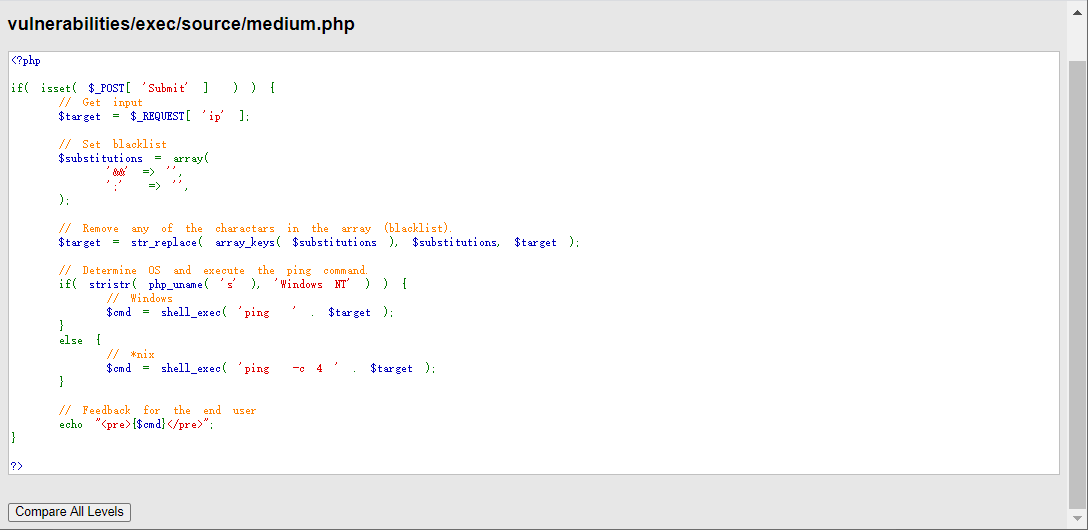 vulnerabilities/exec/source/medium.php
<?php
if( isset( $_POST[ 'Submit' ]  ) ) {
// Get input
$target = $_REQUEST[ 'ip' ];
// Set blacklist
$substitutions = array(
'&&' => '',
';'  => '',
);
// Remove any of the charactars in the array (blacklist).
$target = str_replace( array_keys( $substitutions ), $substitutions, $target );
// Determine OS and execute the ping command.
if( stristr( php_uname( 's' ), 'Windows NT' ) ) {
// Windows
$cmd = shell_exec( 'ping  ' . $target );
}
else {
// *nix
$cmd = shell_exec( 'ping  -c 4 ' . $target );
}
// Feedback for the end user
echo "<pre>{$cmd}</pre>";
}
?>
Compare All Levels